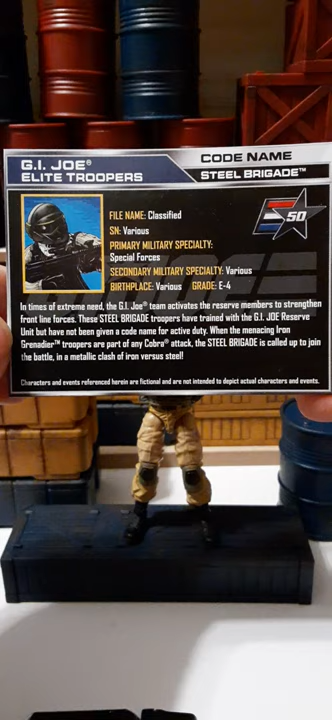 G.I. JOE®
ELITE TROOPERS
CODE NAME
STEEL BRIGADE™
50
FILE NAME: Classified
SN: Various
PRIMARY MILITARY SPECIALTY:
Special Forces
SECONDARY MILITARY SPECIALTY: Various
BIRTHPLACE: Various GRADE: E-4
In times of extreme need, the G.I. Joe® team activates the reserve members to strengthen
front line forces. These STEEL BRIGADE troopers have trained with the G.I. JOE Reserve
Unit but have not been given a code name for active duty. When the menacing Iron
Grenadier™ troopers are part of any Cobra® attack, the STEEL BRIGADE is called up to join
the battle, in a metallic clash of iron versus steel!
Characters and events referenced herein are fictional and are not intended to depict actual characters and events.